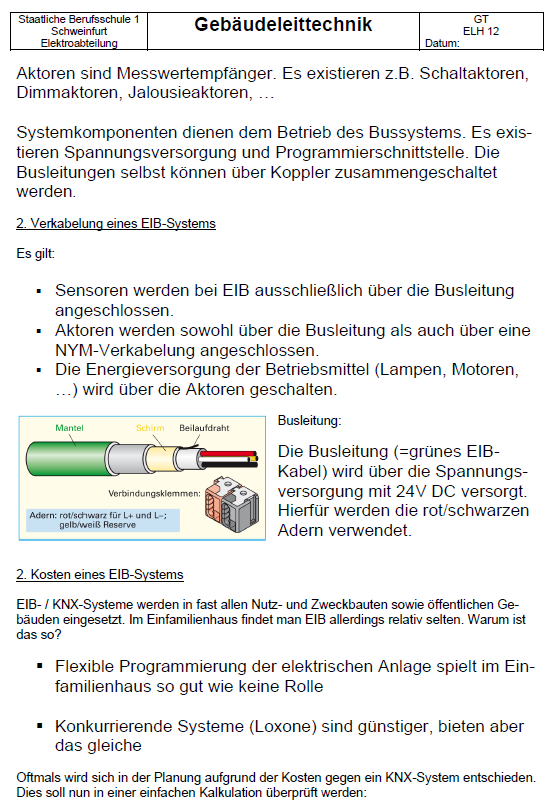 Staatliche Berufsschule 1
Schweinfurt
Elektroabteilung
Gebäudeleittechnik
GT
ELH 12
Datum:
Aktoren sind Messwertempfänger. Es existieren z.B. Schaltaktoren,
Dimmaktoren, Jalousieaktoren, …
Systemkomponenten dienen dem Betrieb des Bussystems. Es exis-
tieren Spannungsversorgung und Programmierschnittstelle. Die
Busleitungen selbst können über Koppler zusammengeschaltet
werden.
2. Verkabelung eines EIB-Systems
Es gilt:
▪ Sensoren werden bei EIB ausschließlich über die Busleitung
angeschlossen.
▪ Aktoren werden sowohl über die Busleitung als auch über eine
NYM-Verkabelung angeschlossen.
▪ Die Energieversorgung der Betriebsmittel (Lampen, Motoren,
…) wird über die Aktoren geschalten.
Mantel
Schirm
Beilaufdraht
Verbindungsklemmen:
Adern: rot/schwarz für L+ und L–;
gelb/weiß Reserve
Busleitung:
Die Busleitung (=grünes EIB-
Kabel) wird über die Spannungs-
versorgung mit 24V DC versorgt.
Hierfür werden die rot/schwarzen
Adern verwendet.
2. Kosten eines EIB-Systems
EIB- / KNX-Systeme werden in fast allen Nutz- und Zweckbauten sowie öffentlichen Ge-
bäuden eingesetzt. Im Einfamilienhaus findet man EIB allerdings relativ selten. Warum ist
das so?
▪ Flexible Programmierung der elektrischen Anlage spielt im Ein-
familienhaus so gut wie keine Rolle
▪ Konkurrierende Systeme (Loxone) sind günstiger, bieten aber
das gleiche
Oftmals wird sich in der Planung aufgrund der Kosten gegen ein KNX-System entschieden.
Dies soll nun in einer einfachen Kalkulation überprüft werden: